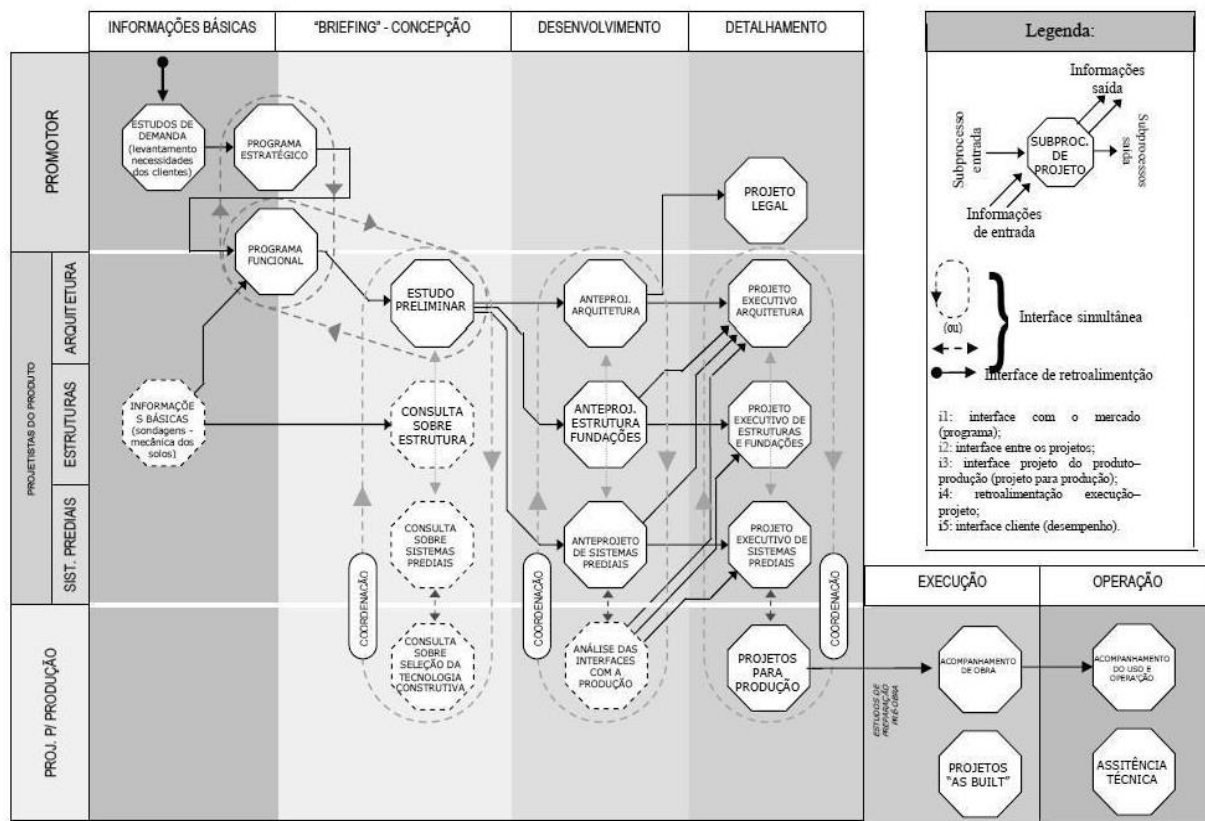 INFORMAÇÕES BÁSICAS
"BRIEFING" - CONCEPÇÃO
DESENVOLVIMENTO
DETALHAMENTO
Legenda:
Informações
saída
Subprocesso
entrada
SUBPROC.
DE
PROJETO
Subprocessos
saída
Informações
de entrada
(ou)
Interface simultânea
Interface de retroalimentção
i1: interface com o mercado
(programa);
i2: interface entre os projetos;
i3: interface projeto do produto–
produção (projeto para produção);
i4: retroalimentação execução–
projeto;
i5: interface cliente (desempenho).
PROMOTOR
ESTUDOS DE
DEMANDA
(levantamento
necessidades
dos clientes)
PROGRAMA
ESTRATÉGICO
PROJETO
LEGAL
PROGRAMA
FUNCIONAL
PROJETISTAS DO PRODUTO
ARQUITETURA
ESTUDO
PRELIMINAR
ANTEPROJ.
ARQUITETURA
PROJETO
EXECUTIVO
ARQUITETURA
ESTRUTURAS
INFORMAÇÕE
S BÁSICAS
(sondagens -
mecânica dos
solos)
CONSULTA
SOBRE
ESTRUTURA
ANTEPROJ.
ESTRUTURA
FUNDAÇÕES
PROJETO
EXECUTIVO DE
ESTRUTURAS
E FUNDAÇÕES
SIST. PREDIAIS
CONSULTA
SOBRE
SISTEMAS
PREDIAIS
ANTEPROJETO
DE SISTEMAS
PREDIAIS
PROJETO
EXECUTIVO DE
SISTEMAS
PREDIAIS
COORDENAÇÃO
COORDENAÇÃO
COORDENAÇÃO
EXECUÇÃO
OPERAÇÃO
PROJ. P/ PRODUÇÃO
CONSULTA
SOBRE
SELEÇÃO DA
TECNOLOGIA
CONSTRUTIVA
ANÁLISE DAS
INTERFACES
COM A
PRODUÇÃO
PROJETOS
PARA
PRODUÇÃO
ESTUDOS DE
PREPARAÇÃO
PRÉ-OBRA
ACOMPANHAMENTO
DE OBRA
ACOMPANHAMENTO
DO USO E
OPERAÇÃO
PROJETOS
"AS BUILT"
ASSITÊNCIA
TÉCNICA